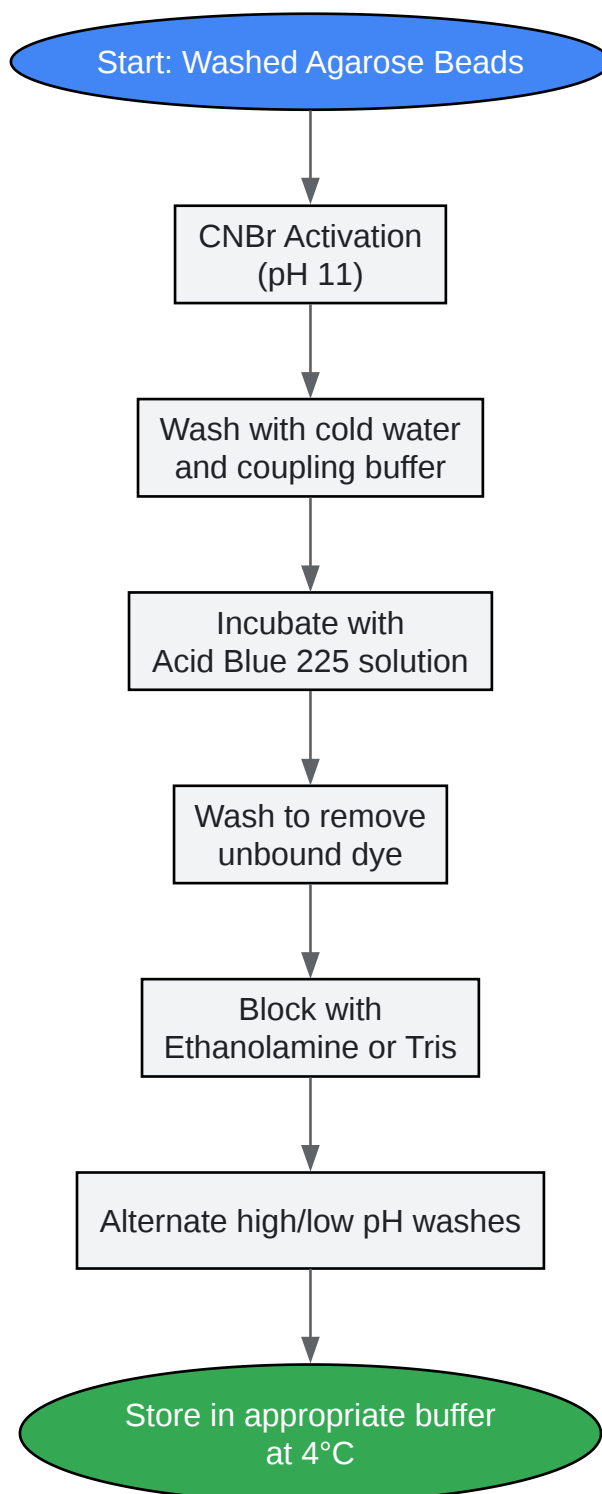 Start: Washed Agarose Beads
CNBr Activation
(pH 11)
Wash with cold water
and coupling buffer
Incubate with
Acid Blue 225 solution
Wash to remove
unbound dye
Block with
Ethanolamine or Tris
Alternate high/low pH washes
Store in appropriate buffer
at 4°C